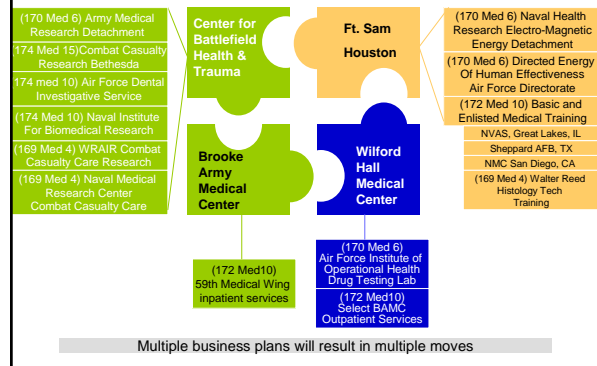 (170 Med 6) Army Medical
Research Detachment
(174 Med 15)Combat Casualty
Research Bethesda
(174 med 10) Air Force Dental
Investigative Service
(174 Med 10) Naval Institute
For Biomedical Research
(169 Med 4) WRAIR Combat
Casualty Care Research
(169 Med 4) Naval Medical
Research Center
Combat Casualty Care
Center for
Battlefield
Health &
Trauma
Ft. Sam
Houston
(170 Med 6) Naval Health
Research Electro-Magnetic
Energy Detachment
(170 Med 6) Directed Energy
Of Human Effectiveness
Air Force Directorate
(172 Med 10) Basic and
Enlisted Medical Training
NVAS, Great Lakes, IL
Sheppard AFB, TX
NMC San Diego, CA
(169 Med 4) Walter Reed
Histology Tech
Training
Brooke
Army
Medical
Center
Wilford
Hall
Medical
Center
(172 Med10)
59th Medical Wing
inpatient services
(170 Med 6)
Air Force Institute of
Operational Health
Drug Testing Lab
(172 Med10)
Select BAMC
Outpatient Services
Multiple business plans will result in multiple moves